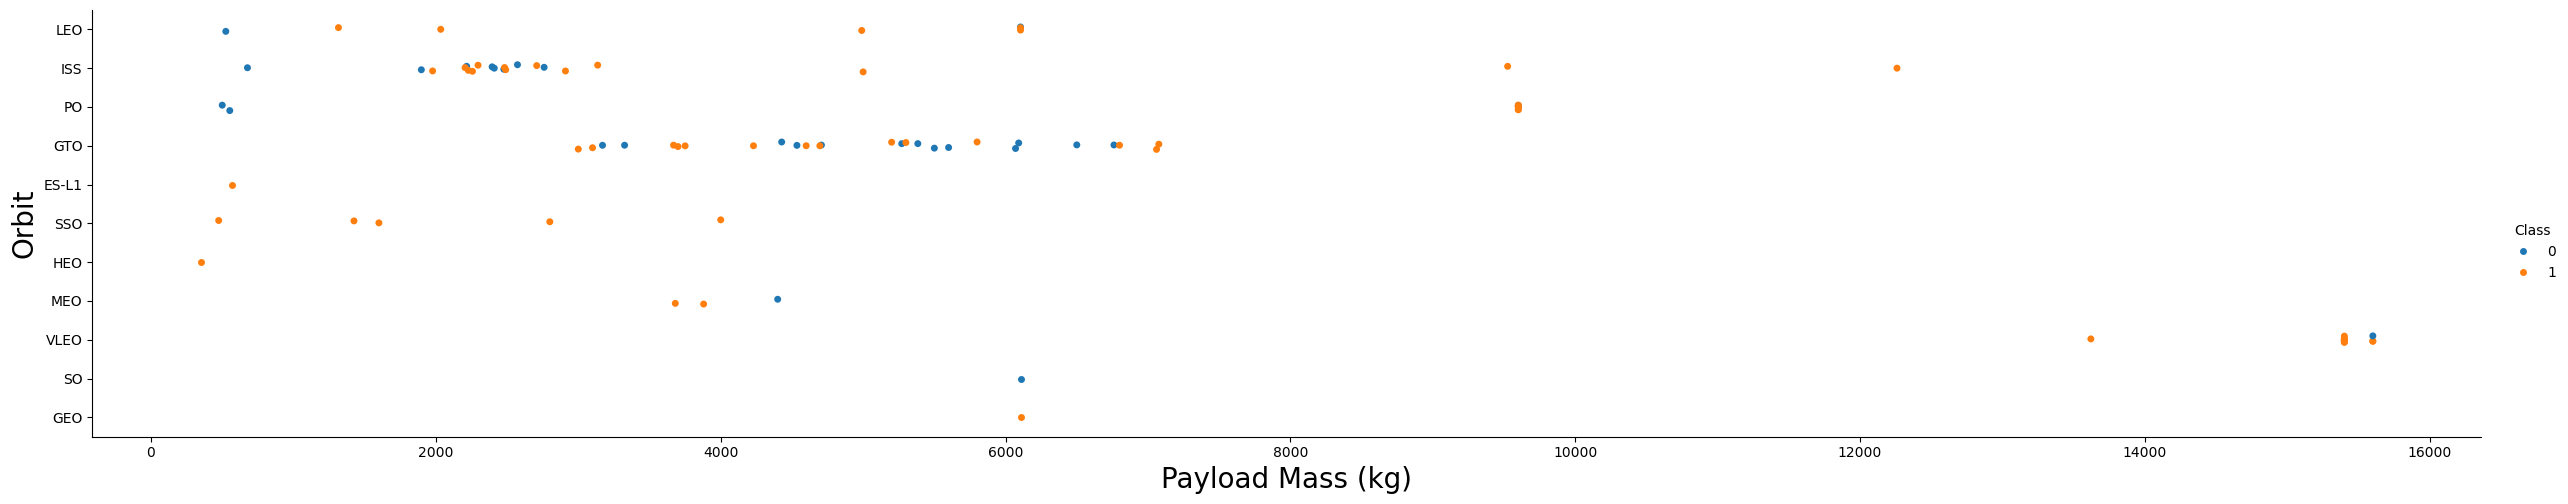 LEO
ISS
PO
GTO
ES-L1
SSO
HEO
MEO
VLEO
SO
GEO
Orbit
0 2000 4000 6000 8000 10000 12000 14000 16000
Payload Mass (kg)
Class
0
1